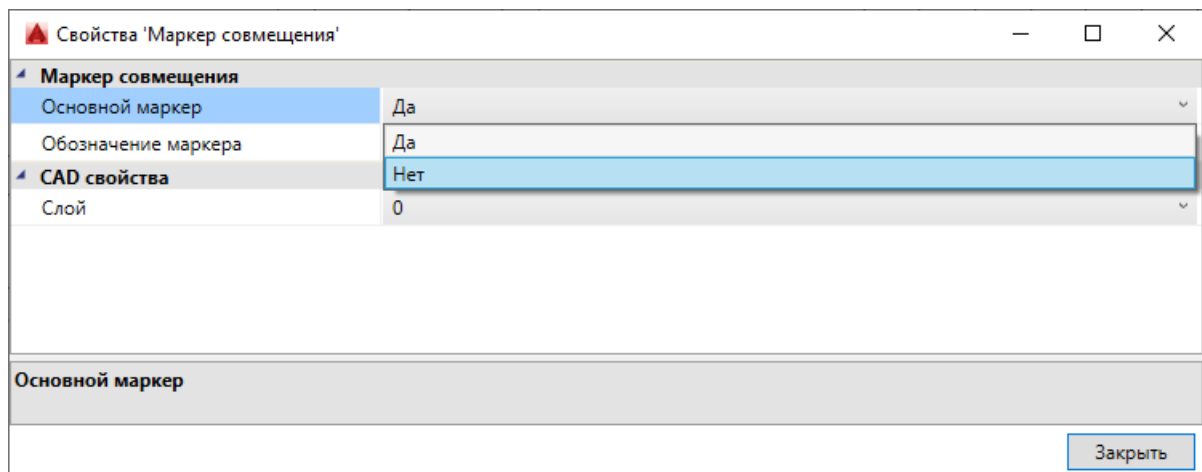 Свойства 'Маркер совмещения'
Маркер совмещения
Основной маркер Да
Обозначение маркера Да
CAD свойства Нет
Слой 0
Основной маркер
Закрыть